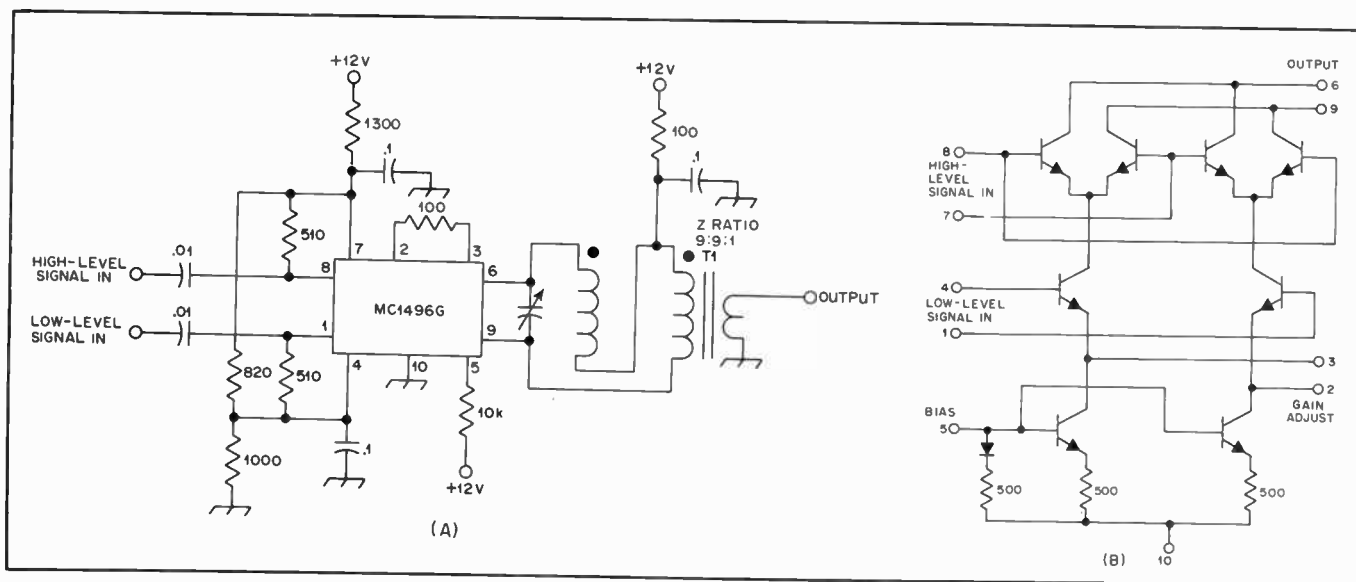 +12V
1300
.1
510
100
7
2
3
.01
HIGH-LEVEL
SIGNAL IN
8
6
MC1496G
.01
LOW-LEVEL
SIGNAL IN
1
9
4
10
5
820
510
10k
1000
.1
+12V
(A)
+12V
100
.1
Z RATIO
9:9:1
T1
OUTPUT
OUTPUT
6
9
8
HIGH-
LEVEL
SIGNAL IN
7
4
LOW-LEVEL
SIGNAL IN
1
3
2
GAIN
ADJUST
BIAS
5
500
500
500
(B)
10